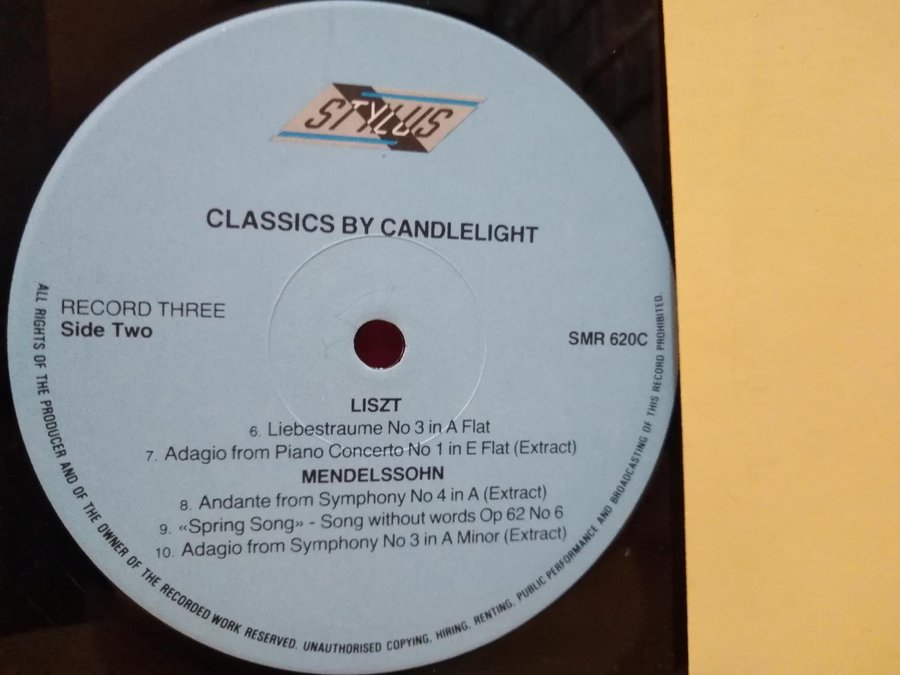 STYLUS
CLASSICS BY CANDLELIGHT
RECORD THREE
Side Two
SMR 620C
LISZT
6. Liebestraume No 3 in A Flat
7. Adagio from Piano Concerto No 1 in E Flat (Extract)
MENDELSSOHN
8. Andante from Symphony No 4 in A (Extract)
9. «Spring Song» - Song without words Op 62 No 6
10. Adagio from Symphony No 3 in A Minor (Extract)
ALL RIGHTS OF THE PRODUCER AND OF THE OWNER OF THE RECORDED WORK RESERVED. UNAUTHORISED COPYING, HIRING, RENTING, PUBLIC PERFORMANCE AND BROADCASTING OF THIS RECORD PROHIBITED.